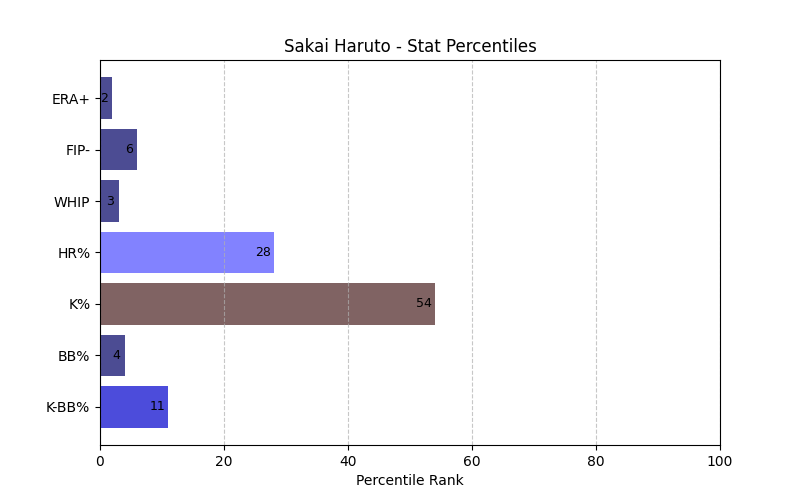 Sakai Haruto - Stat Percentiles
ERA+ 2
FIP- 6
WHIP 3
HR% 28
K% 54
BB% 4
K-BB% 11
0 20 40 60 80 100
Percentile Rank